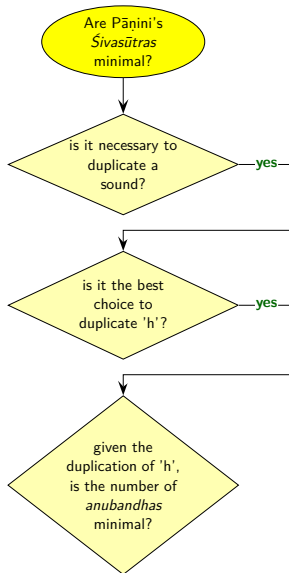 Are Pāṇini's
Śivasūtras
minimal?
is it necessary to
duplicate a
sound?
yes
is it the best
choice to
duplicate 'h'?
yes
given the
duplication of 'h',
is the number of
anubandhas
minimal?